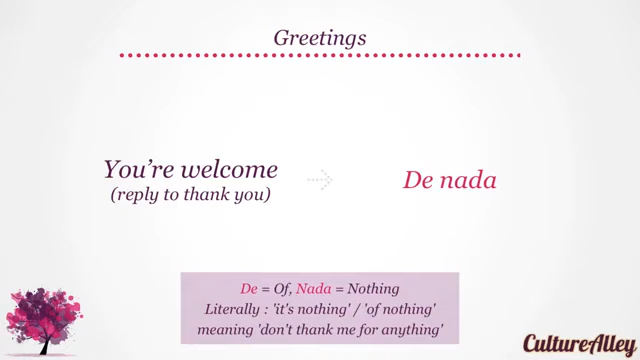 Greetings
You're welcome
(reply to thank you)
De nada
De = Of, Nada = Nothing
Literally : 'it's nothing' / 'of nothing'
meaning 'don't thank me for anything'
CultureAlley